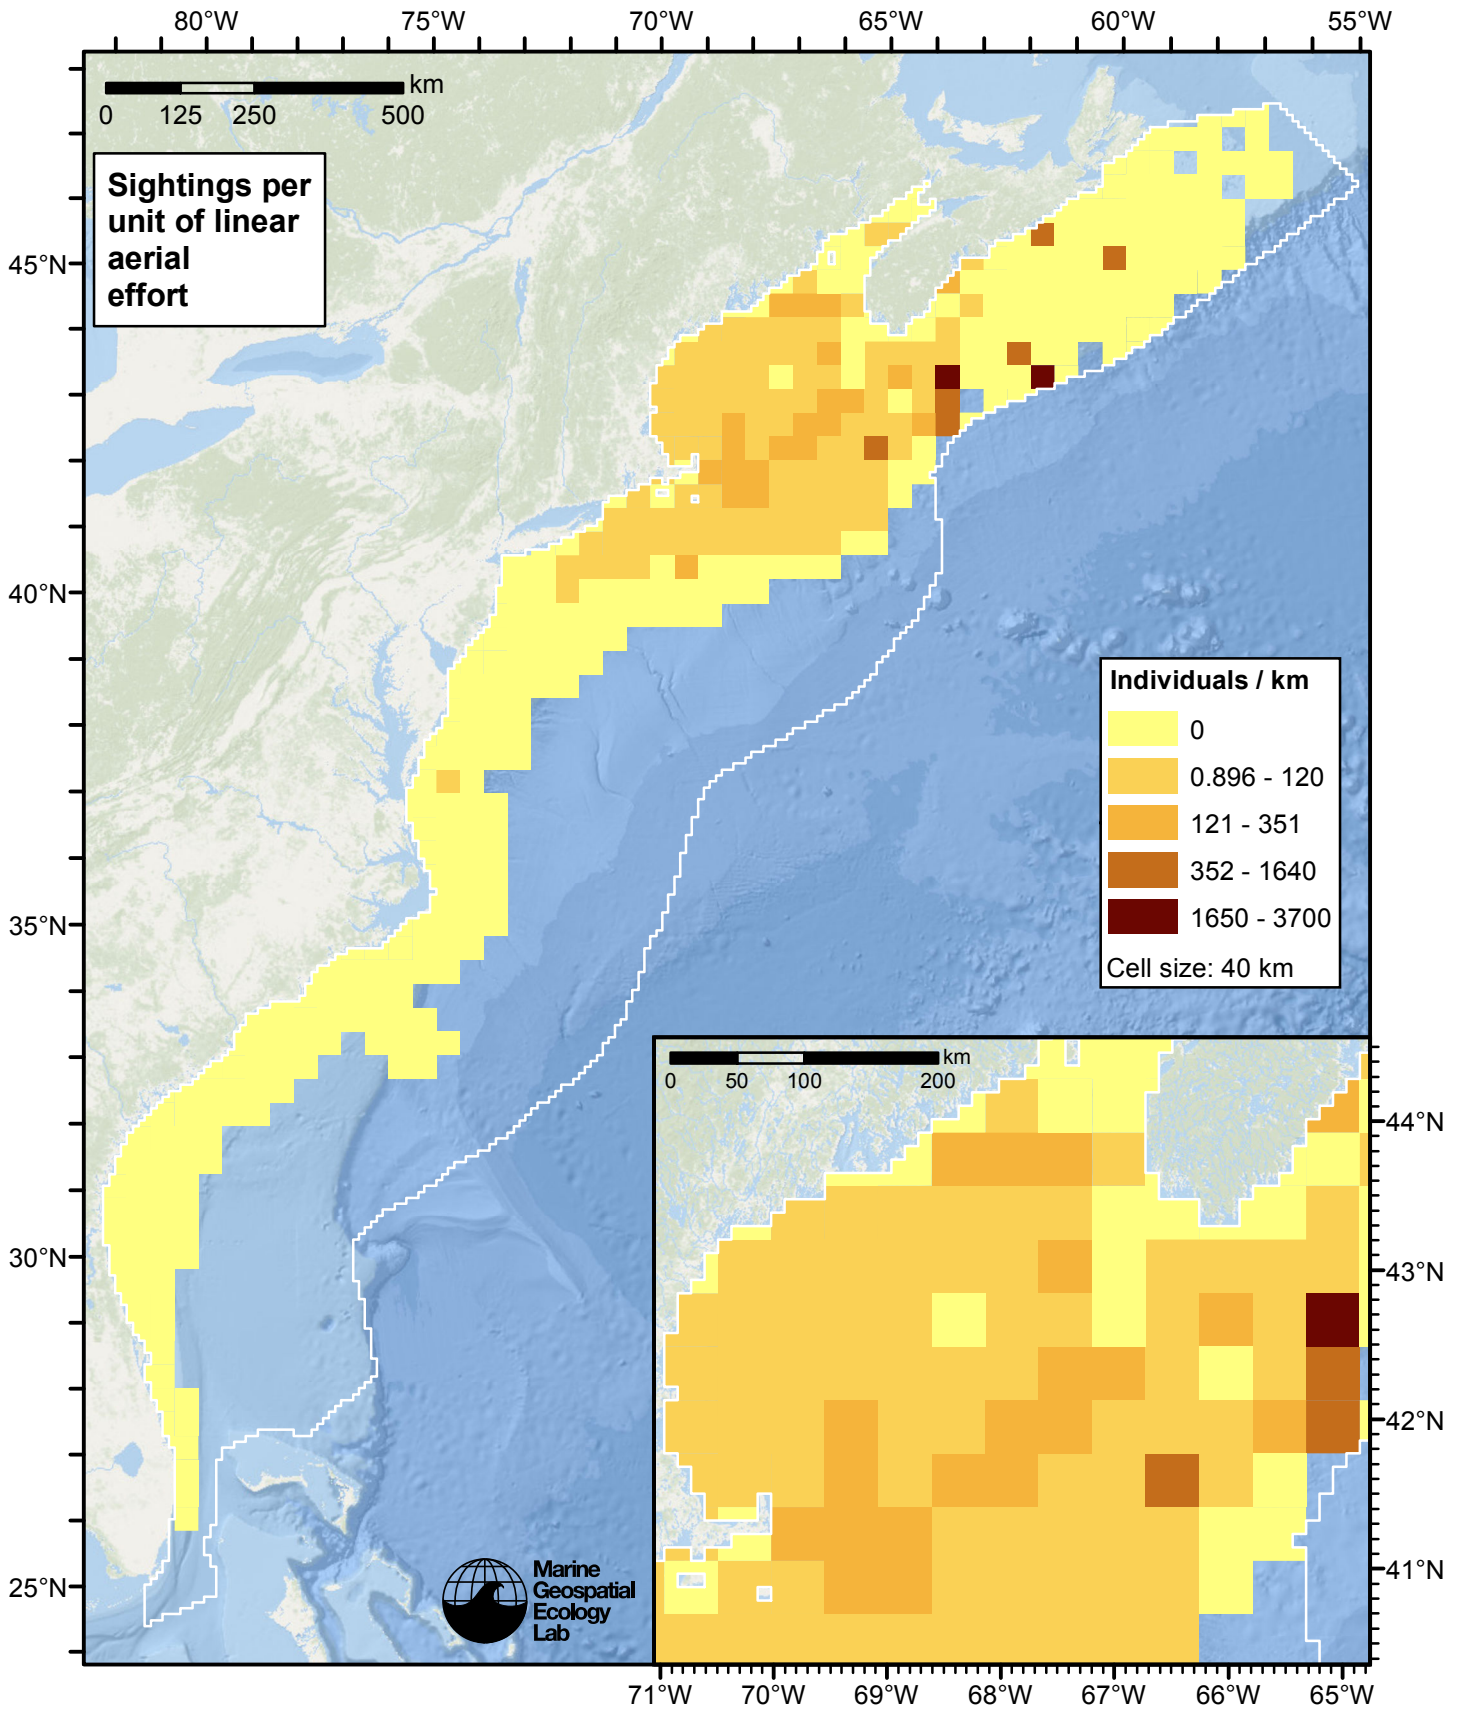 80°W 75°W 70°W 65°W 60°W 55°W
km
0 125 250 500
Sightings per
unit of linear
aerial
effort
45°N
40°N
35°N
30°N
25°N
Individuals / km
0
0.896 - 120
121 - 351
352 - 1640
1650 - 3700
Cell size: 40 km
km
0 50 100 200
44°N
43°N
42°N
41°N
71°W 70°W 69°W 68°W 67°W 66°W 65°W
Marine
Geospatial
Ecology
Lab